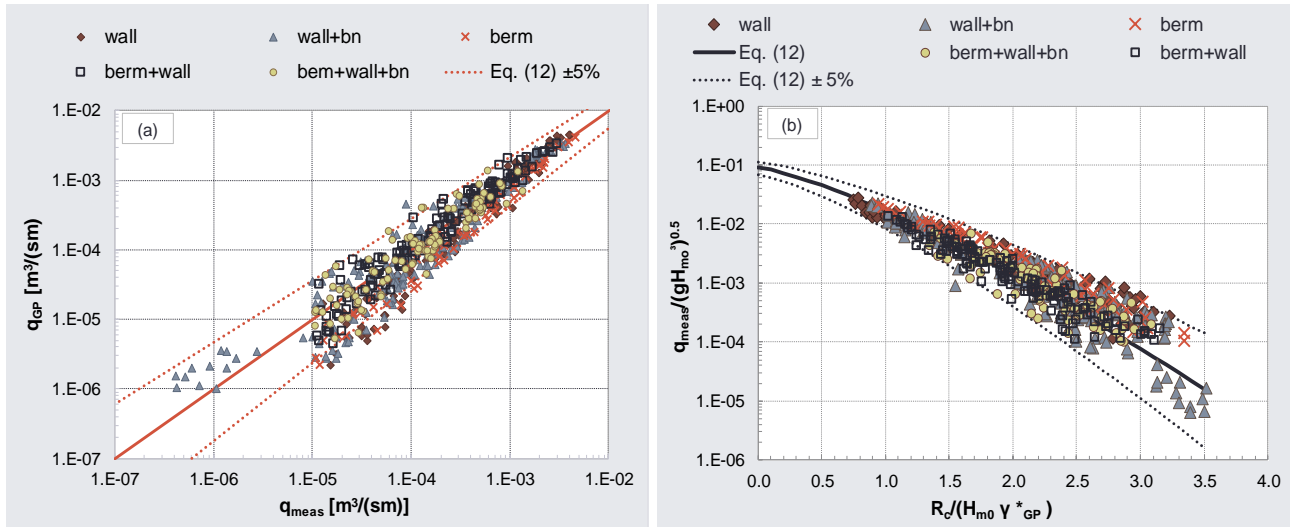 wall wall+bn berm
berm+wall bem+wall+bn Eq. (12) ±5%
(a)
1.E-02
1.E-03
1.E-04
1.E-05
1.E-06
1.E-07
qGP [m³/(sm)]
1.E-07 1.E-06 1.E-05 1.E-04 1.E-03 1.E-02
qmeas [m³/(sm)]
wall wall+bn berm
Eq. (12) berm+wall+bn berm+wall
Eq. (12) ± 5%
(b)
1.E+00
1.E-01
1.E-02
1.E-03
1.E-04
1.E-05
1.E-06
qmeas/(gHmo³)0.5
0.0 0.5 1.0 1.5 2.0 2.5 3.0 3.5 4.0
Rc/(Hm0 γ *GP)